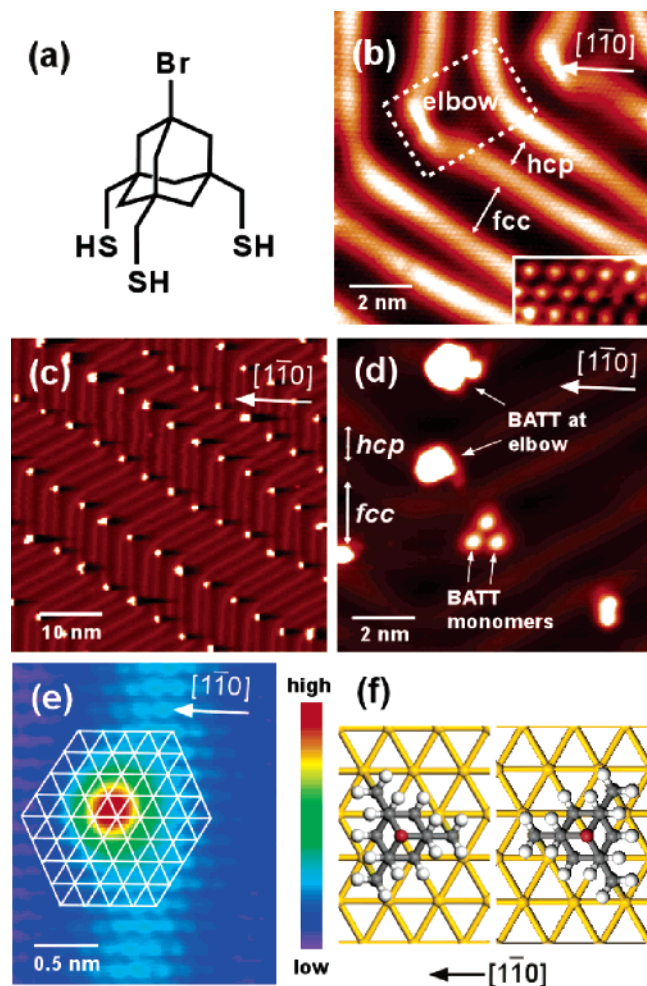 (a)
Br
HS
SH
SH
(b)
[11̅0]
elbow
hcp
fcc
2 nm
(c)
[11̅0]
10 nm
(d)
[11̅0]
BATT at
elbow
hcp
fcc
BATT
monomers
2 nm
(e)
[11̅0]
0.5 nm
high
low
(f)
[11̅0]